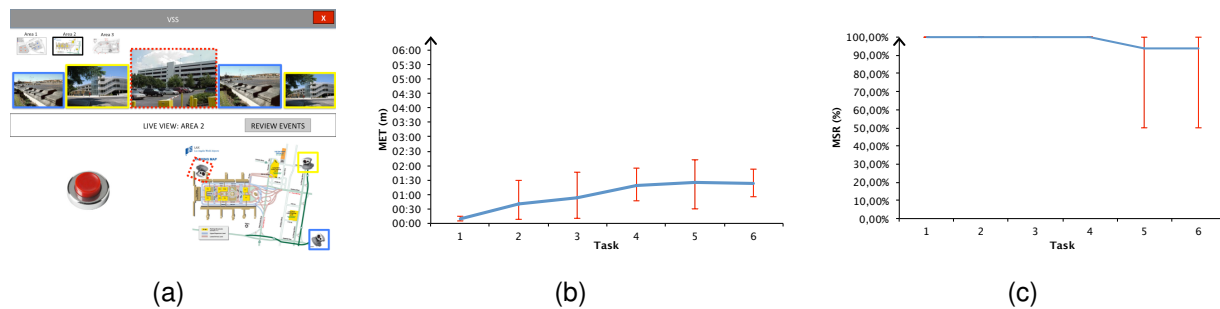 VSS
X
Area 1
Area 2
Area 3
LIVE VIEW: AREA 2
REVIEW EVENTS
(a)
MET (m)
06:00
05:30
05:00
04:30
04:00
03:30
03:00
02:30
02:00
01:30
01:00
00:30
00:00
1 2 3 4 5 6
Task
(b)
MSR (%)
100,00%
90,00%
80,00%
70,00%
60,00%
50,00%
40,00%
30,00%
20,00%
10,00%
0,00%
1 2 3 4 5 6
Task
(c)